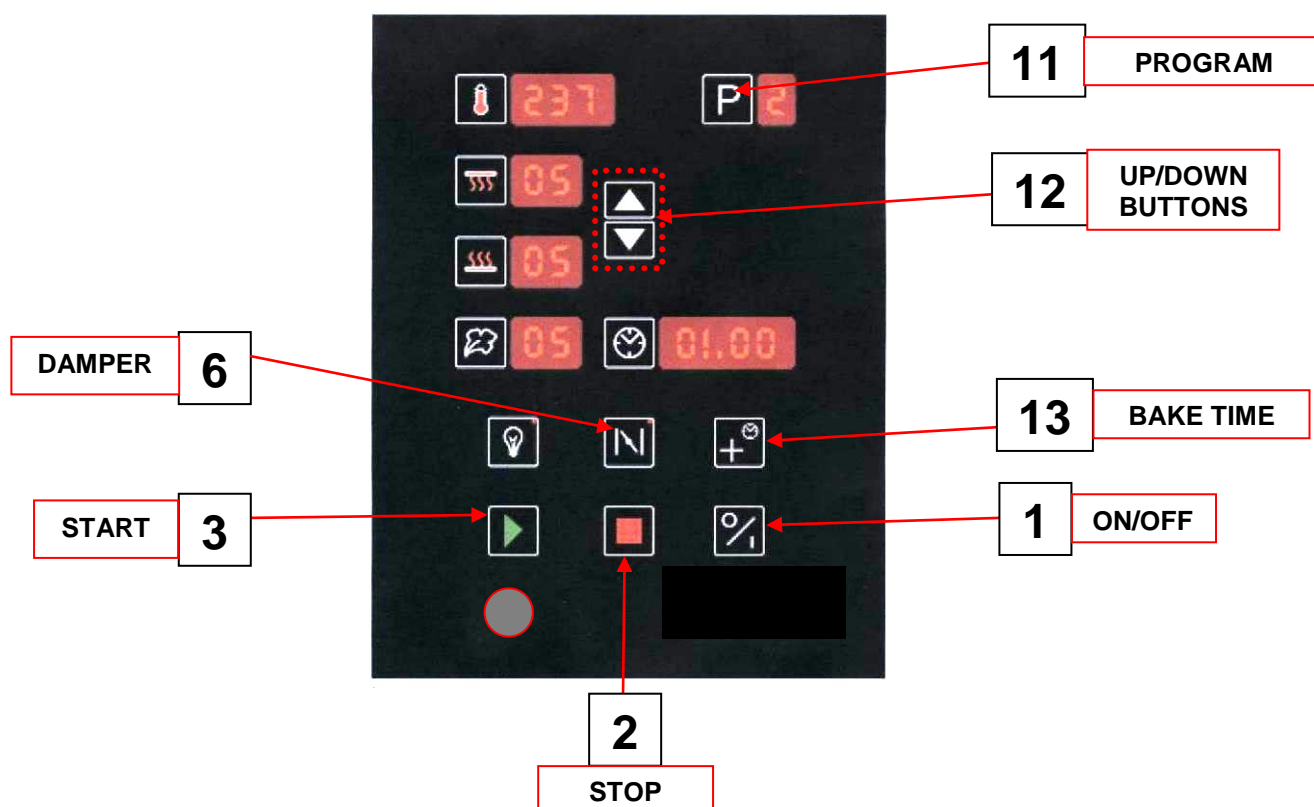 11 PROGRAM
237
P 2
05
12 UP/DOWN
BUTTONS
05
05
01.00
DAMPER 6
13 BAKE TIME
START 3
1 ON/OFF
2
STOP